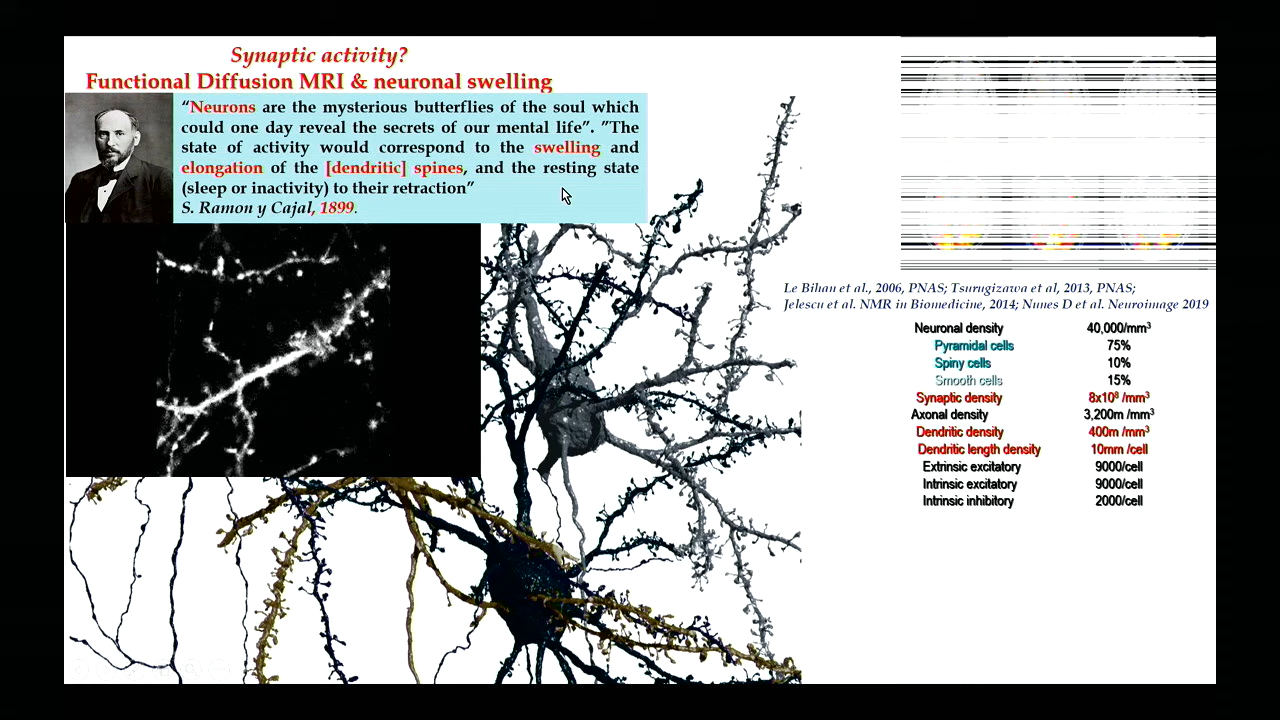 Synaptic activity?
Functional Diffusion MRI & neuronal swelling
“Neurons are the mysterious butterflies of the soul which
could one day reveal the secrets of our mental life”. ”The
state of activity would correspond to the swelling and
elongation of the [dendritic] spines, and the resting state
(sleep or inactivity) to their retraction”
S. Ramon y Cajal, 1899.
Le Bihan et al., 2006, PNAS; Tsurugizawa et al, 2013, PNAS;
Jelescu et al. NMR in Biomedicine, 2014; Nunes D et al. Neuroimage 2019
Neuronal density 40,000/mm³
Pyramidal cells 75%
Spiny cells 10%
Smooth cells 15%
Synaptic density 8x10⁸ /mm³
Axonal density 3,200m /mm³
Dendritic density 400m /mm³
Dendritic length density 10mm /cell
Extrinsic excitatory 9000/cell
Intrinsic excitatory 9000/cell
Intrinsic inhibitory 2000/cell